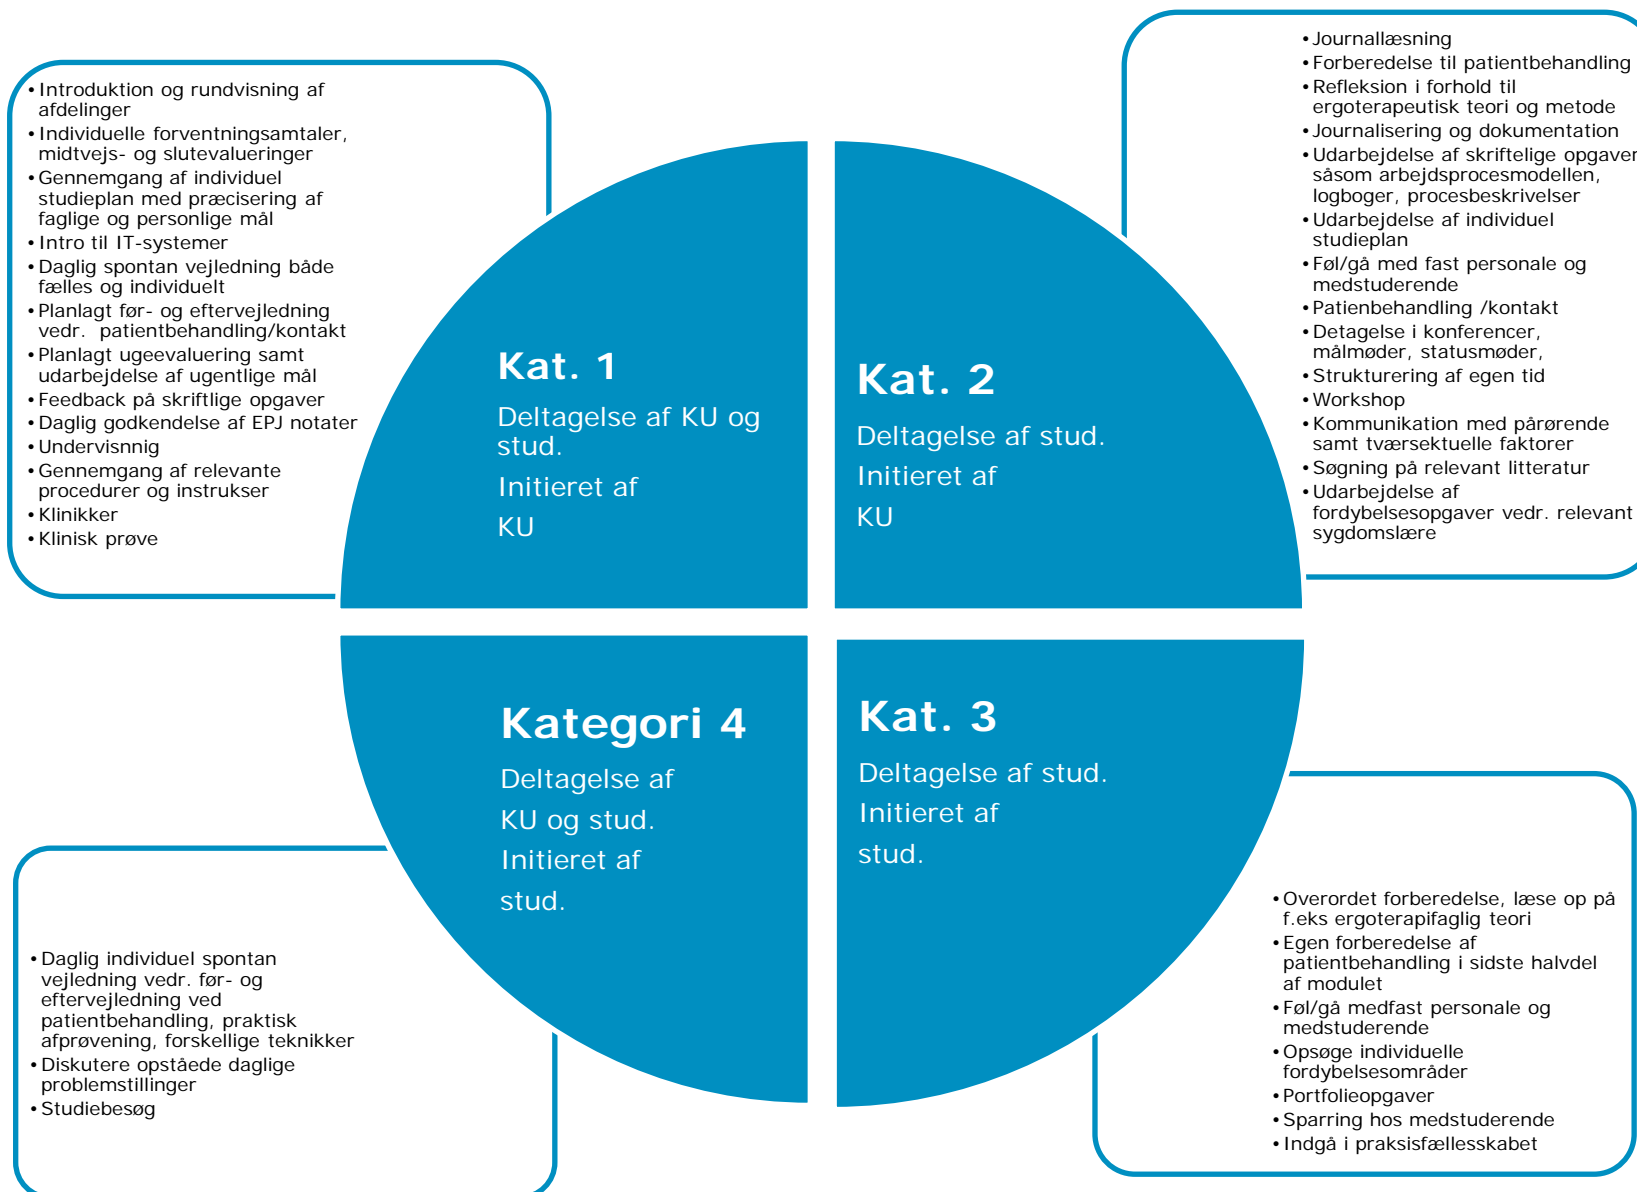 • Introduktion og rundvisning af
afdelinger
• Individuelle forventningsamtaler,
midtvejs- og slutevalueringer
• Gennemgang af individuel
studieplan med præcisering af
faglige og personlige mål
• Intro til IT-systemer
• Daglig spontan vejledning både
fælles og individuelt
• Planlagt før- og eftervejledning
vedr.  patientbehandling/kontakt
• Planlagt ugeevaluering samt
udarbejdelse af ugentlige mål
• Feedback på skriftlige opgaver
• Daglig godkendelse af EPJ notater
• Undervisnnig
• Gennemgang af relevante
procedurer og instrukser
• Klinikker
• Klinisk prøve
Kat. 1
Deltagelse af KU og
stud.
Initieret af
KU
• Journallæsning
• Forberedelse til patientbehandling
• Refleksion i forhold til
ergoterapeutisk teori og metode
• Journalisering og dokumentation
• Udarbejdelse af skriftelige opgaver
såsom arbejdsprocesmodellen,
logboger, procesbeskrivelser
• Udarbejdelse af individuel
studieplan
• Føl/gå med fast personale og
medstuderende
• Patienbehandling /kontakt
• Detagelse i konferencer,
målmøder, statusmøder,
• Strukturering af egen tid
• Workshop
• Kommunikation med pårørende
samt tværsektuelle faktorer
• Søgning på relevant litteratur
• Udarbejdelse af
fordybelsesopgaver vedr. relevant
sygdomslære
Kat. 2
Deltagelse af stud.
Initieret af
KU
Kategori 4
Deltagelse af
KU og stud.
Initieret af
stud.
• Daglig individuel spontan
vejledning vedr. før- og
eftervejledning ved
patientbehandling, praktisk
afprøvening, forskellige teknikker
• Diskutere opståede daglige
problemstillinger
• Studiebesøg
Kat. 3
Deltagelse af stud.
Initieret af
stud.
• Overordet forberedelse, læse op på
f.eks ergoterapifaglig teori
• Egen forberedelse af
patientbehandling i sidste halvdel
af modulet
• Føl/gå medfast personale og
medstuderende
• Opsøge individuelle
fordybelsesområder
• Portfolieopgaver
• Sparring hos medstuderende
• Indgå i praksisfællesskabet